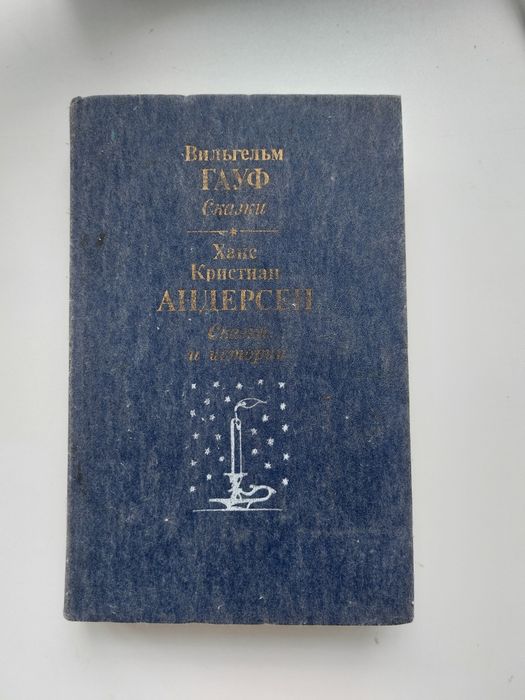 Вильгельм
ГАУФ
Сказки
Ханс
Кристиан
АНДЕРСЕН
Сказки
и истории